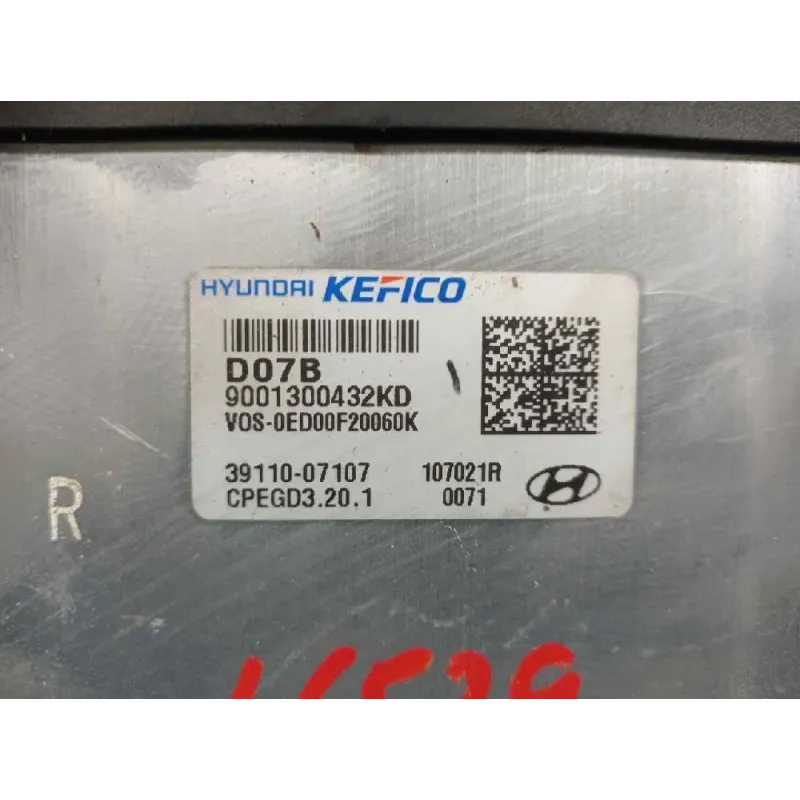 HYUNDAI KEFICO
D07B
9001300432KD
VOS-0ED00F20060K
39110-07107 107021R
CPEGD3.20.1 0071
R